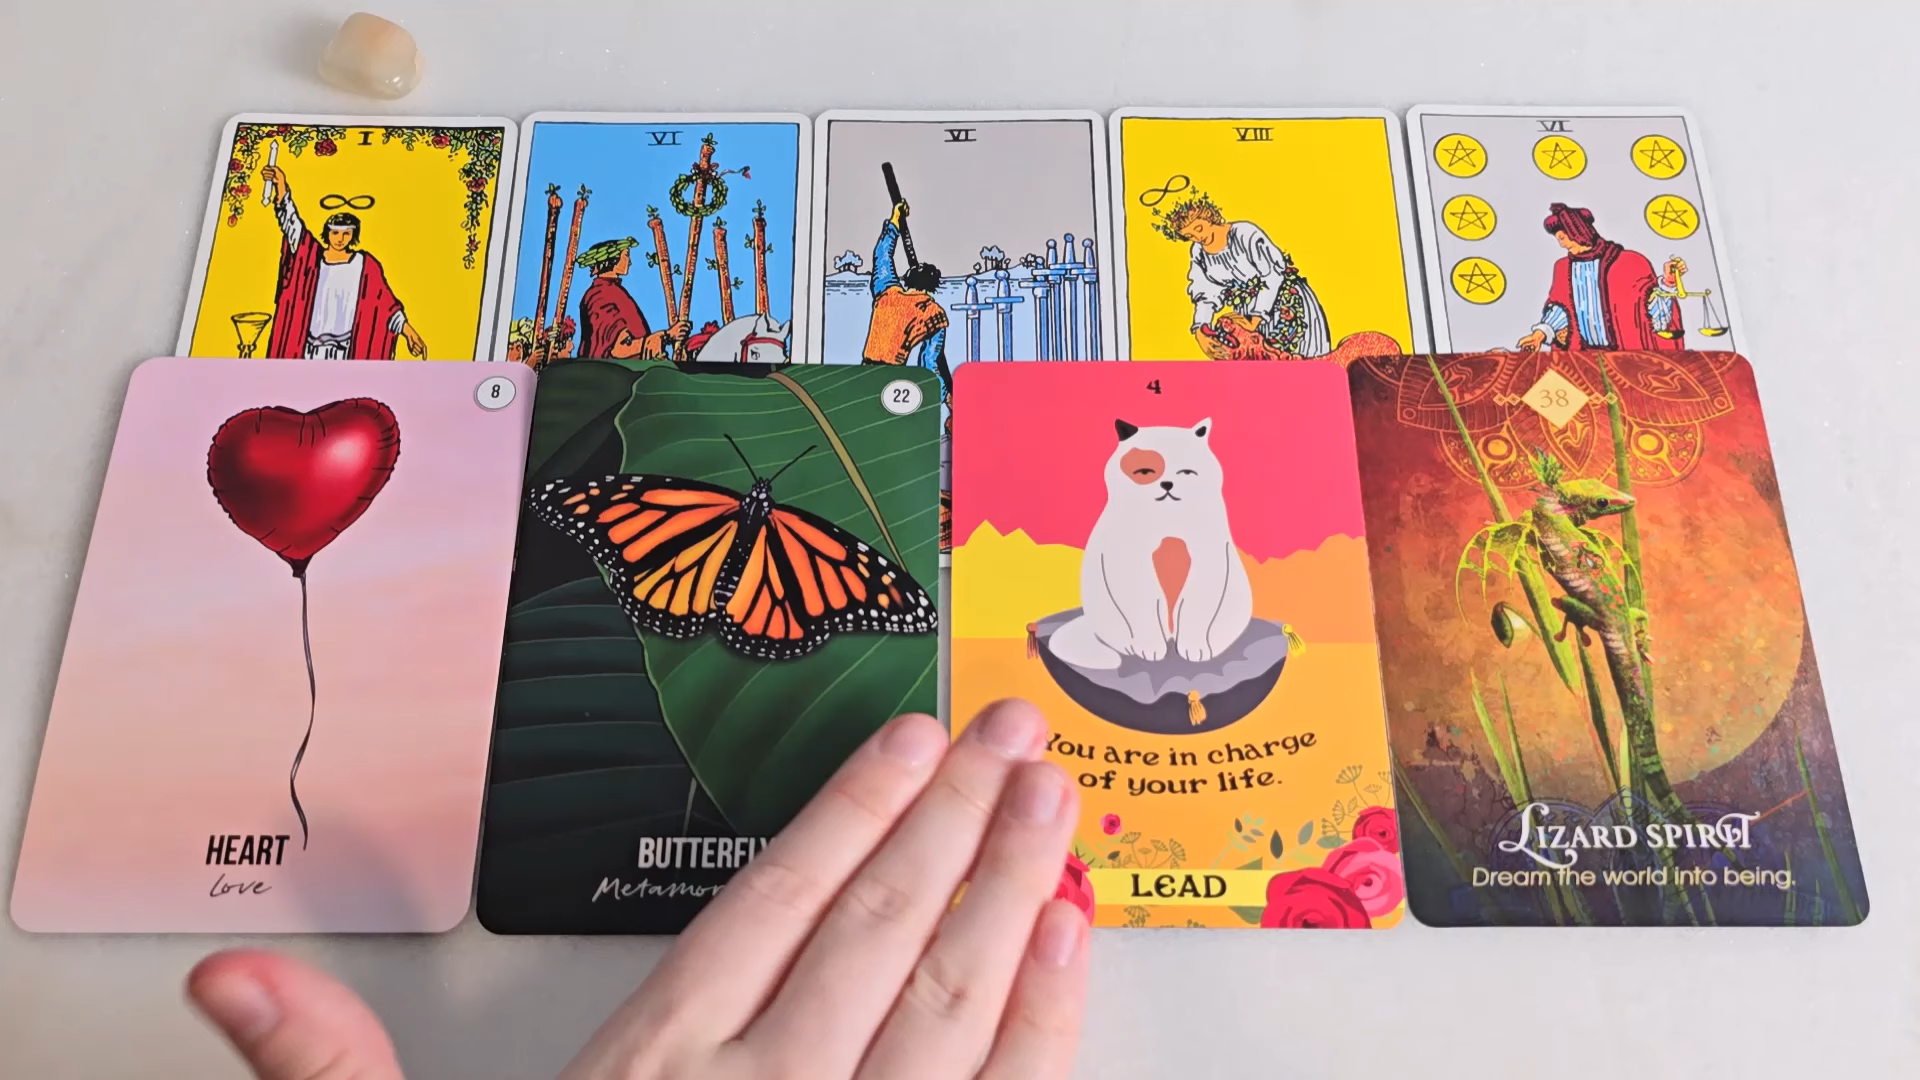 I
VI
VI
VIII
VI
8
HEART
Love
22
4
You are in charge
of your life.
LEAD
38
LIZARD SPIRIT
Dream the world into being.